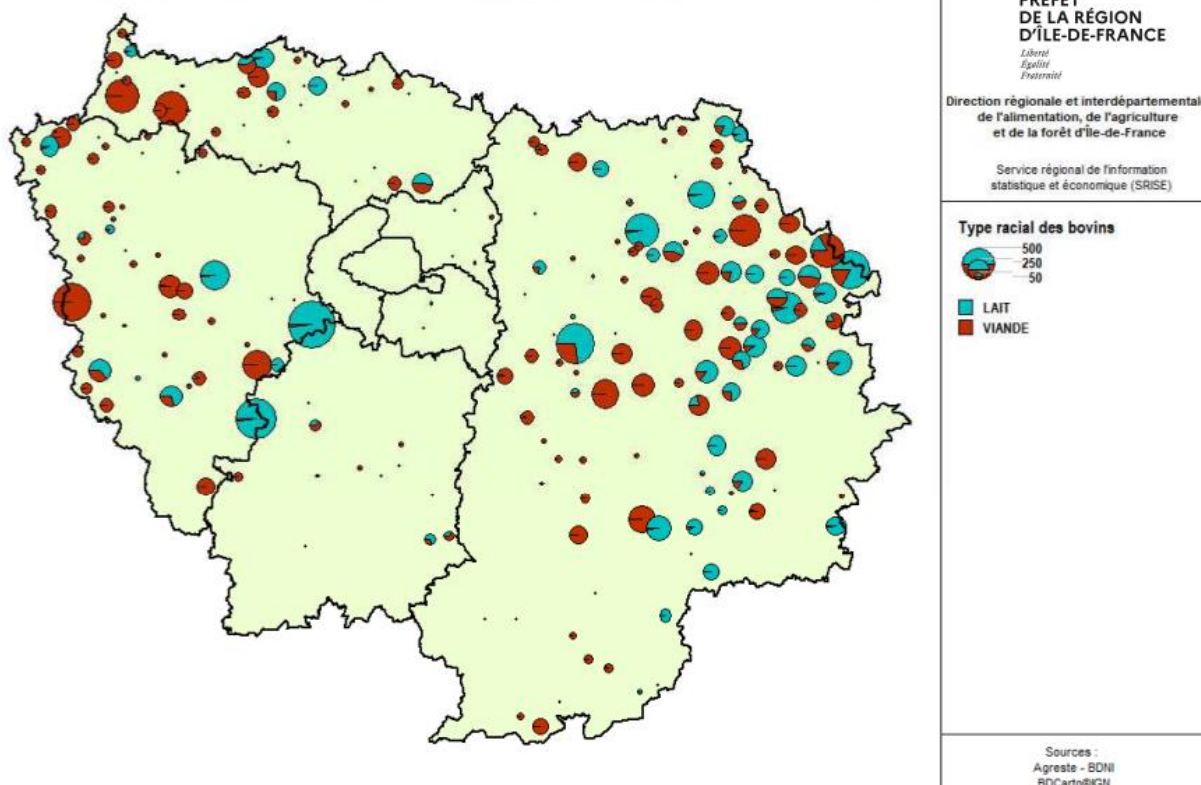 PRÉFET
DE LA RÉGION
D'ÎLE-DE-FRANCE
Liberté
Égalité
Fraternité
Direction régionale et interdépartementale
de l'alimentation, de l'agriculture
et de la forêt d'Île-de-France
Service régional de l'information
statistique et économique (SRISE)
Type racial des bovins
500
250
50
LAIT
VIANDE
Sources :
Agreste - BDNI
BDCarto®IGN